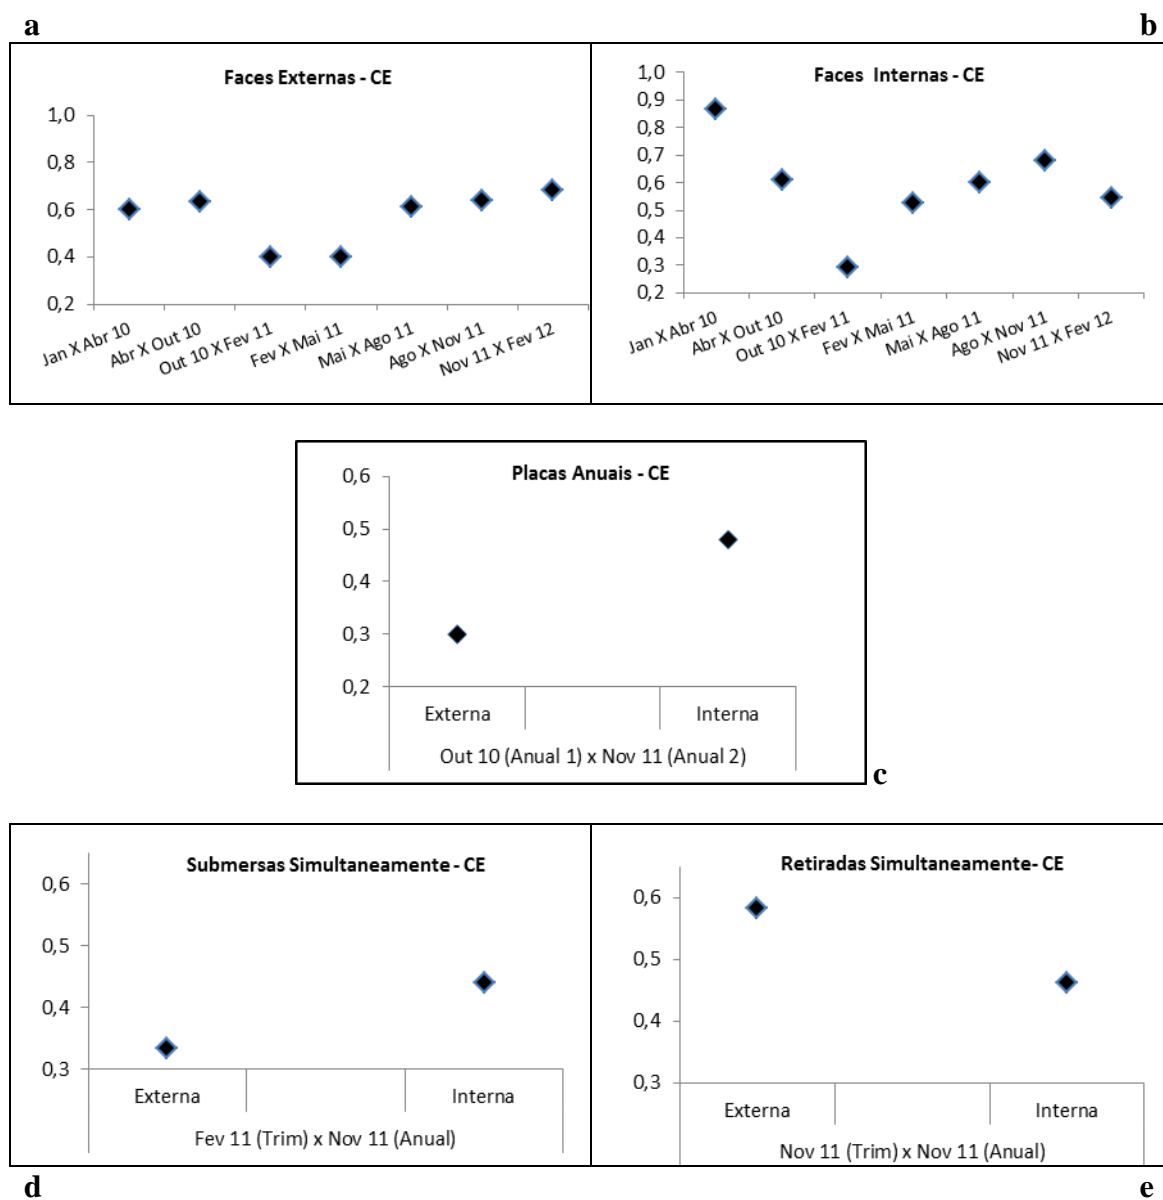 a
b
Faces Externas - CE
1,0
0,8
0,6
0,4
0,2
Jan X Abr 10
Abr X Out 10
Out 10 X Fev 11
Fev X Mai 11
Mai X Ago 11
Ago X Nov 11
Nov 11 X Fev 12
Faces Internas - CE
1,0
0,9
0,8
0,7
0,6
0,5
0,4
0,3
0,2
Jan X Abr 10
Abr X Out 10
Out 10 X Fev 11
Fev X Mai 11
Mai X Ago 11
Ago X Nov 11
Nov 11 X Fev 12
Placas Anuais - CE
0,6
0,5
0,4
0,3
0,2
Externa
Interna
Out 10 (Anual 1) x Nov 11 (Anual 2)
c
Submersas Simultaneamente - CE
0,6
0,5
0,4
0,3
Externa
Interna
Fev 11 (Trim) x Nov 11 (Anual)
Retiradas Simultaneamente- CE
0,6
0,5
0,4
0,3
Externa
Interna
Nov 11 (Trim) x Nov 11 (Anual)
d
e